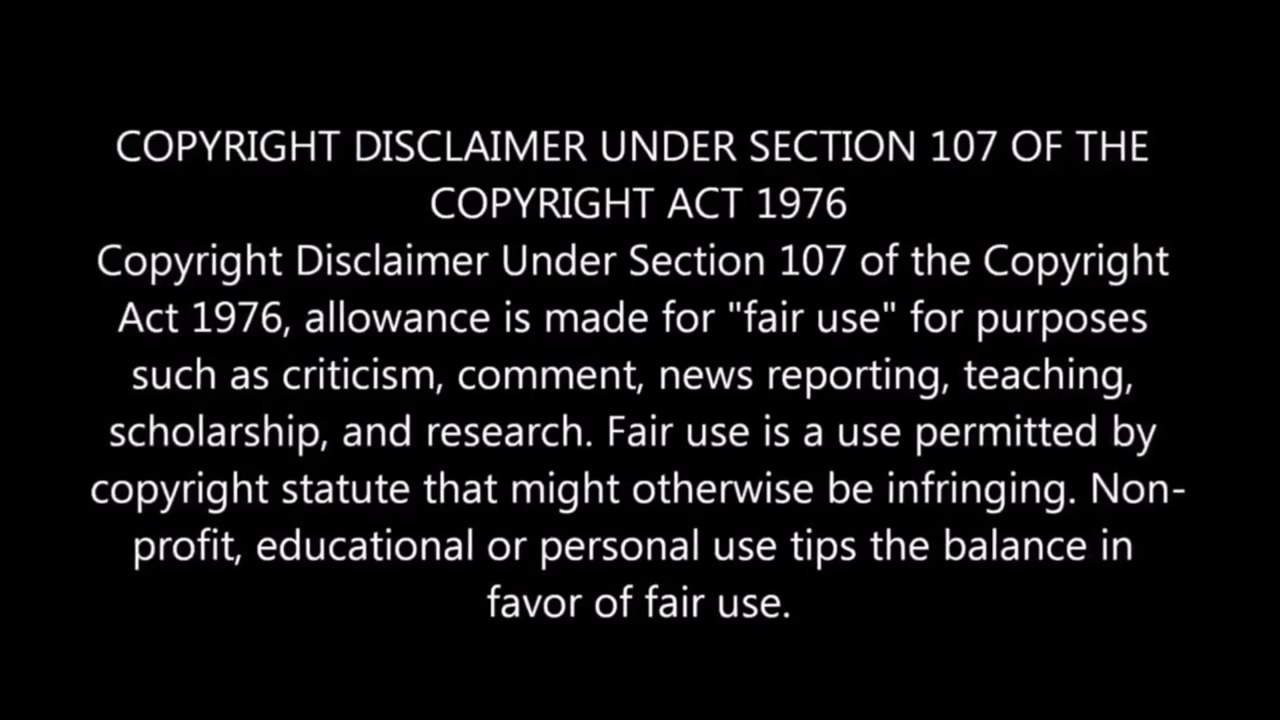 COPYRIGHT DISCLAIMER UNDER SECTION 107 OF THE
COPYRIGHT ACT 1976
Copyright Disclaimer Under Section 107 of the Copyright
Act 1976, allowance is made for "fair use" for purposes
such as criticism, comment, news reporting, teaching,
scholarship, and research. Fair use is a use permitted by
copyright statute that might otherwise be infringing. Non-
profit, educational or personal use tips the balance in
favor of fair use.